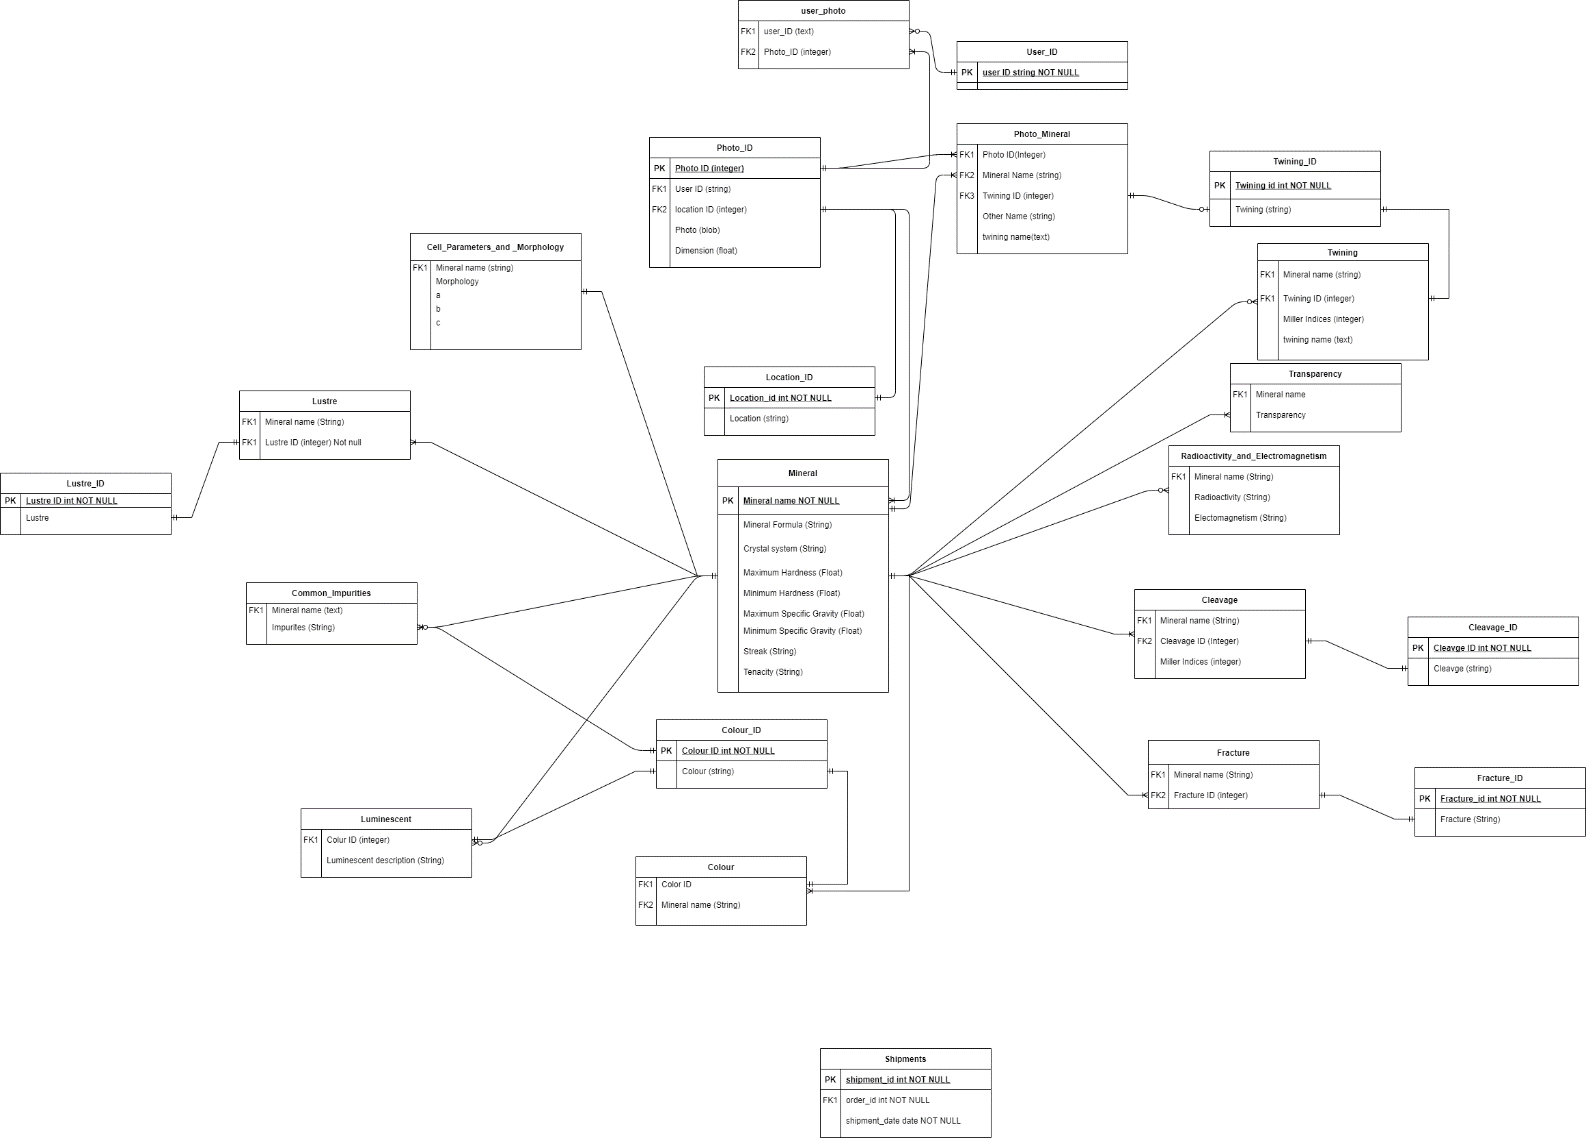 user_photo
FK1 user_ID (text)
FK2 Photo_ID (integer)
User_ID
PK user ID string NOT NULL
Photo_ID
PK Photo ID (integer)
FK1 User ID (string)
FK2 location ID (integer)
Photo (blob)
Dimension (float)
Photo_Mineral
FK1 Photo ID(Integer)
FK2 Mineral Name (string)
FK3 Twining ID (integer)
Other Name (string)
twining name(text)
Twining_ID
PK Twining id int NOT NULL
Twining (string)
Cell_Parameters_and _Morphology
FK1 Mineral name (string)
Morphology
a
b
c
Twining
FK1 Mineral name (string)
FK1 Twining ID (integer)
Miller Indices (integer)
twining name (text)
Location_ID
PK Location_id int NOT NULL
Location (string)
Transparency
FK1 Mineral name
Transparency
Lustre
FK1 Mineral name (String)
FK1 Lustre ID (integer) Not null
Lustre_ID
PK Lustre ID int NOT NULL
Lustre
Mineral
PK Mineral name NOT NULL
Mineral Formula (String)
Crystal system (String)
Maximum Hardness (Float)
Minimum Hardness (Float)
Maximum Specific Gravity (Float)
Minimum Specific Gravity (Float)
Streak (String)
Tenacity (String)
Radioactivity_and_Electromagnetism
FK1 Mineral name (String)
Radioactivity (String)
Electomagnetism (String)
Common_Impurities
FK1 Mineral name (text)
Impurites (String)
Cleavage
FK1 Mineral name (String)
FK2 Cleavage ID (Integer)
Miller Indices (integer)
Cleavage_ID
PK Cleavge ID int NOT NULL
Cleavge (string)
Colour_ID
PK Colour ID int NOT NULL
Colour (string)
Fracture
FK1 Mineral name (String)
FK2 Fracture ID (integer)
Fracture_ID
PK Fracture_id int NOT NULL
Fracture (String)
Luminescent
FK1 Colur ID (integer)
Luminescent description (String)
Colour
FK1 Color ID
FK2 Mineral name (String)
Shipments
PK shipment_id int NOT NULL
FK1 order_id int NOT NULL
shipment_date date NOT NULL